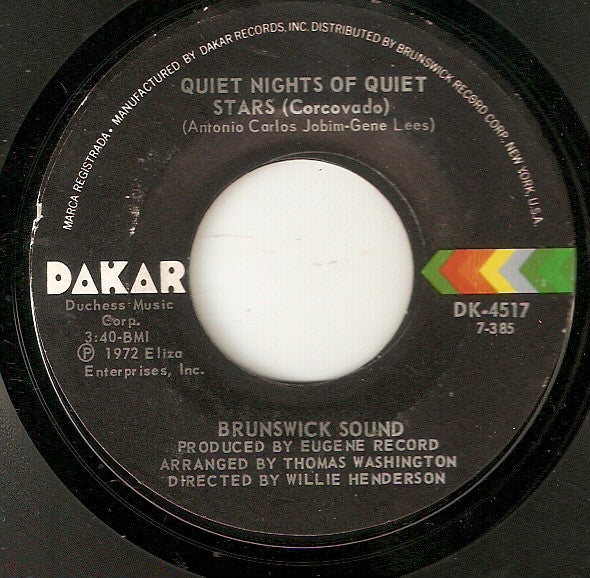 MARCA REGISTRADA • MANUFACTURED BY DAKAR RECORDS, INC. DISTRIBUTED BY BRUNSWICK RECORD CORP., NEW YORK, U.S.A.
QUIET NIGHTS OF QUIET
STARS (Corcovado)
(Antonio Carlos Jobim-Gene Lees)
DAKAR
Duchess Music
Corp.
3:40-BMI
Ⓟ 1972 Eliza
Enterprises, Inc.
DK-4517
7-385
BRUNSWICK SOUND
PRODUCED BY EUGENE RECORD
ARRANGED BY THOMAS WASHINGTON
DIRECTED BY WILLIE HENDERSON